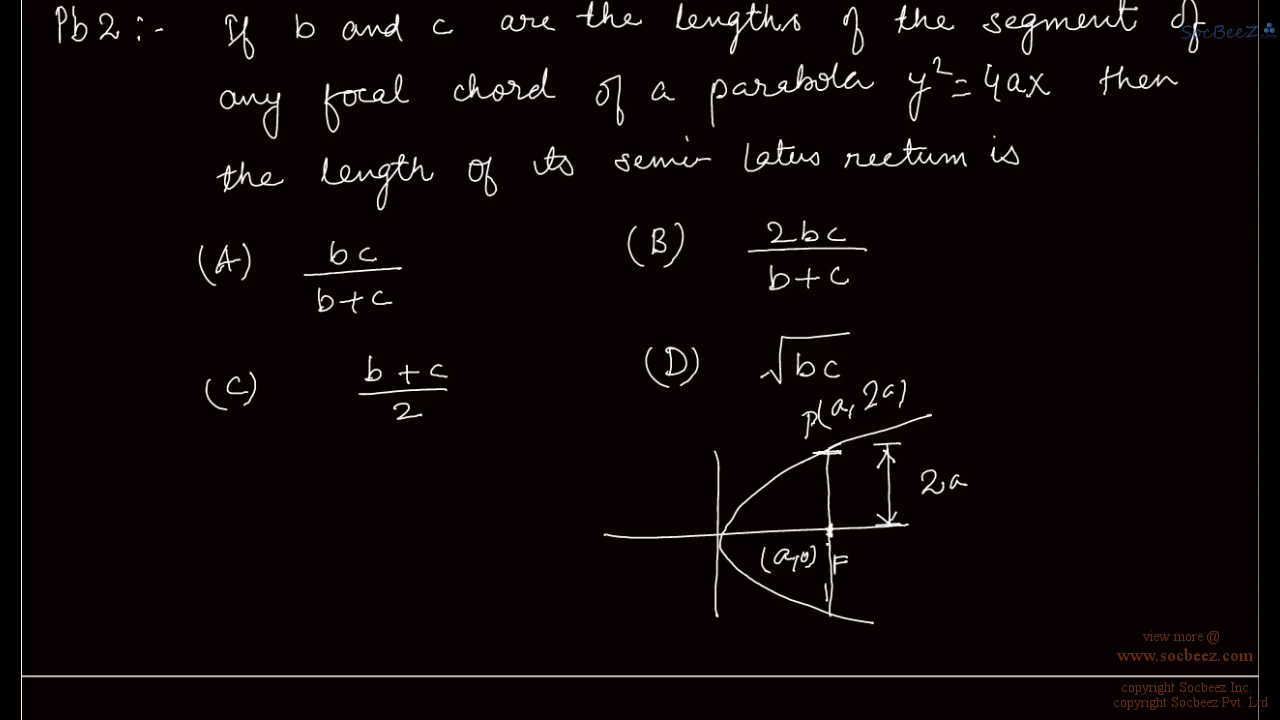 SocBeeZ
Pb 2 :- If b and c are the lengths of the segment of
any focal chord of a parabola y² = 4ax then
the length of its semi- latus rectum is
(A) bc / b+c (B) 2bc / b+c
(C) b+c / 2 (D) √bc
P(a, 2a)
2a
(a,0) F
view more @
www.socbeez.com
copyright Socbeez Inc.
copyright Socbeez Pvt. Ltd.